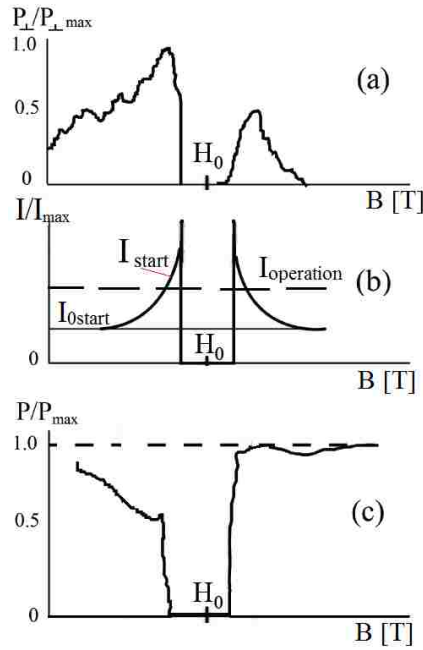 P⊥/P⊥max
1.0
(a)
0.5
H₀
0
B [T]
I/Imax
I start
Ioperation
(b)
I0start
H₀
0
B [T]
P/Pmax
1.0
0.5
(c)
H₀
0
B [T]